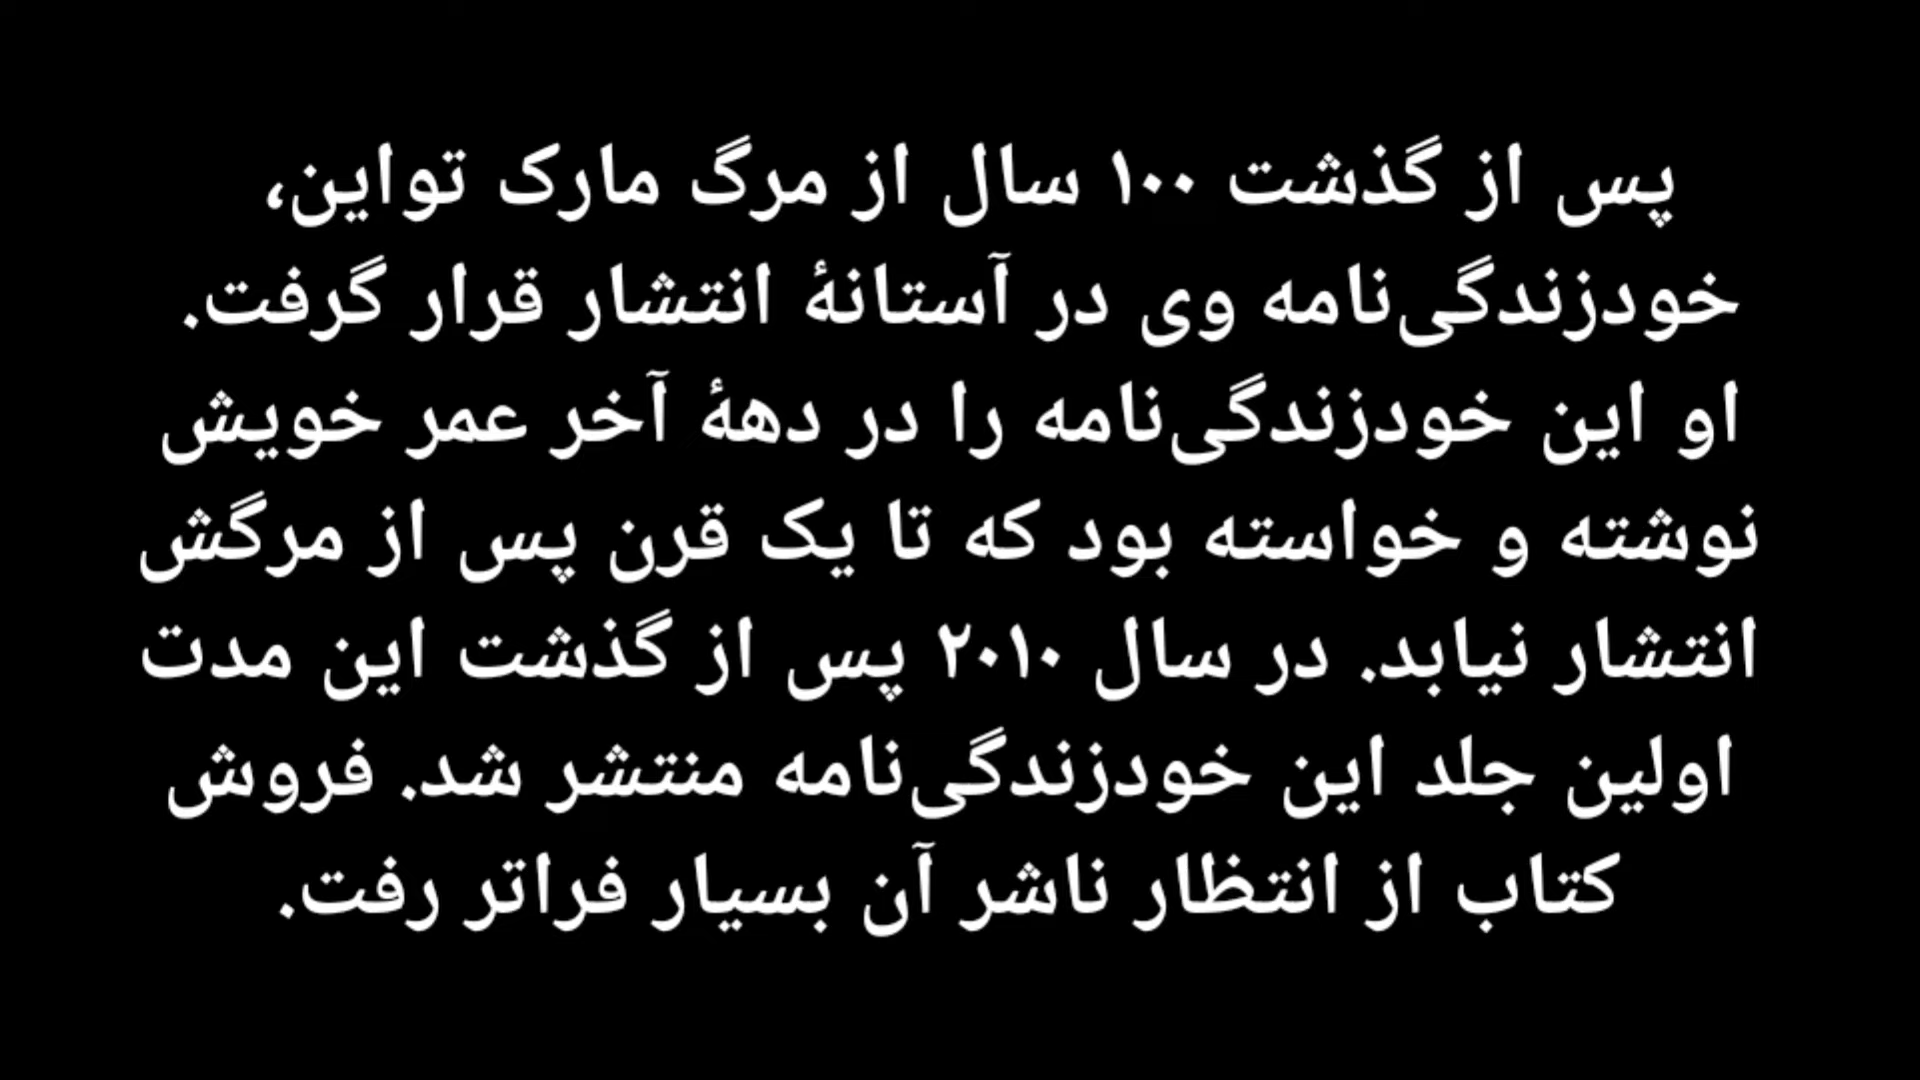 پس از گذشت ۱۰۰ سال از مرگ مارک تواین،
خودزندگی‌نامه وی در آستانهٔ انتشار قرار گرفت.
او این خودزندگی‌نامه را در دههٔ آخر عمر خویش
نوشته و خواسته بود که تا یک قرن پس از مرگش
انتشار نیابد. در سال ۲۰۱۰ پس از گذشت این مدت
اولین جلد این خودزندگی‌نامه منتشر شد. فروش
کتاب از انتظار ناشر آن بسیار فراتر رفت.